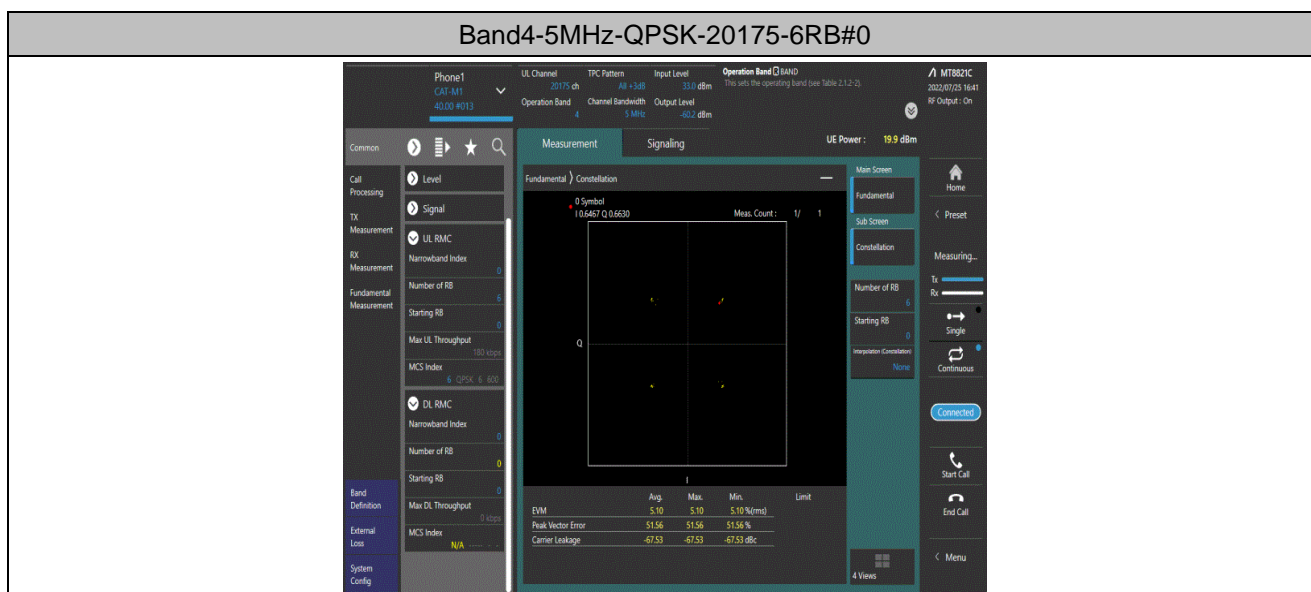 Band4-5MHz-QPSK-20175-6RB#0
Phone1
CAT-M1
40.00 #013
UL Channel TPC Pattern Input Level
20175 ch All +3dB 33.0 dBm
Operation Band Channel Bandwidth Output Level
4 5 MHz -60.2 dBm
Operation Band BAND
This sets the operating band (see Table 2.1.2-2).
MT8821C
2022/07/25 16:41
RF Output : On
Common
Call
Processing
TX
Measurement
RX
Measurement
Fundamental
Measurement
Band
Definition
External
Loss
System
Config
Level
Signal
UL RMC
Narrowband Index
0
Number of RB
6
Starting RB
0
Max UL Throughput
180 kbps
MCS Index
6 QPSK 6 600
DL RMC
Narrowband Index
0
Number of RB
0
Starting RB
0
Max DL Throughput
0 kbps
MCS Index
N/A ---- -- -
Measurement Signaling
UE Power : 19.9 dBm
Fundamental Constellation
0 Symbol
I 0.6467 Q 0.6630 Meas. Count : 1/ 1
Q
I
Avg. Max. Min. Limit
EVM 5.10 5.10 5.10 %(rms)
Peak Vector Error 51.56 51.56 51.56 %
Carrier Leakage -67.53 -67.53 -67.53 dBc
Main Screen
Fundamental
Sub Screen
Constellation
Number of RB
6
Starting RB
0
Interpolation (Constellation)
None
4 Views
Home
Preset
Measuring...
Tx
Rx
Single
Continuous
Connected
Start Call
End Call
Menu